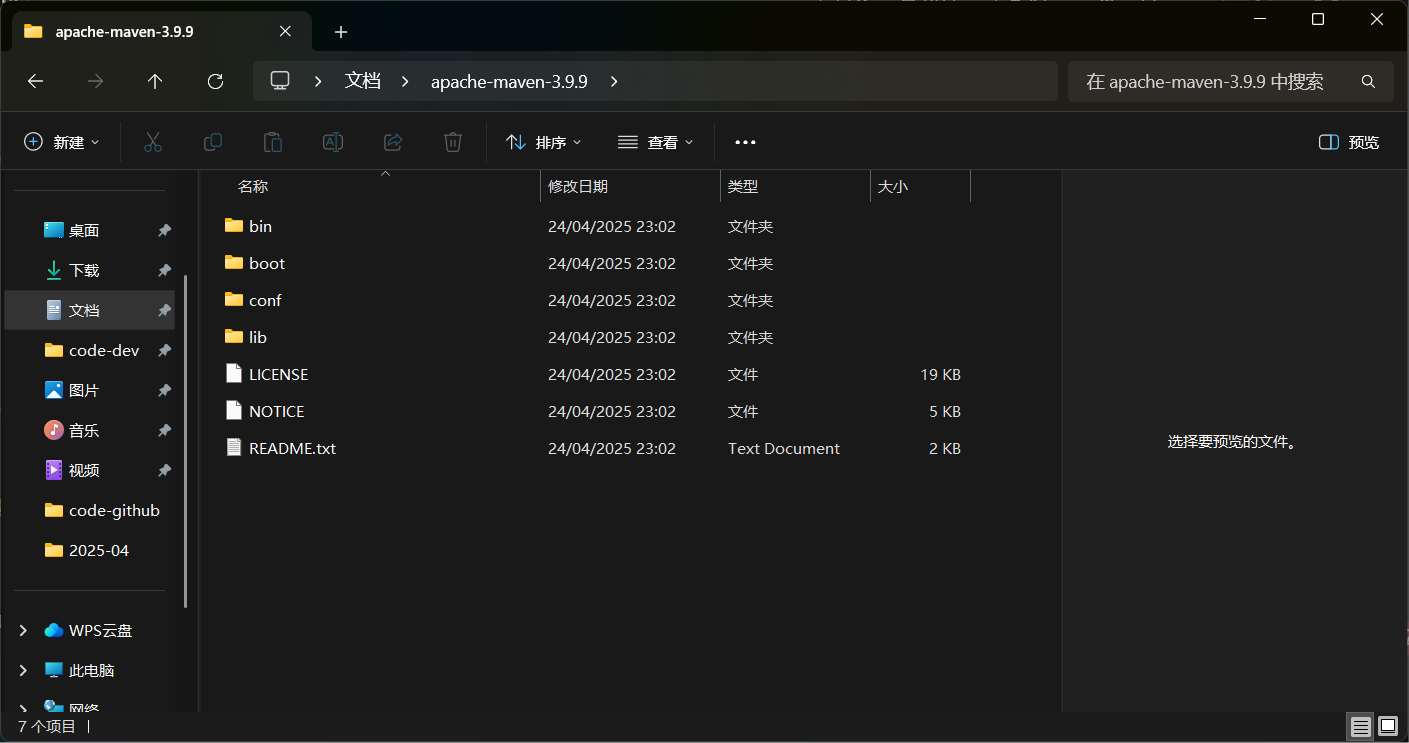 apache-maven-3.9.9
文档 apache-maven-3.9.9
在 apache-maven-3.9.9 中搜索
新建 排序 查看 预览
名称 修改日期 类型 大小
桌面
下载
文档
code-dev
图片
音乐
视频
code-github
2025-04
WPS云盘
此电脑
网络
bin 24/04/2025 23:02 文件夹
boot 24/04/2025 23:02 文件夹
conf 24/04/2025 23:02 文件夹
lib 24/04/2025 23:02 文件夹
LICENSE 24/04/2025 23:02 文件 19 KB
NOTICE 24/04/2025 23:02 文件 5 KB
README.txt 24/04/2025 23:02 Text Document 2 KB
选择要预览的文件。
7 个项目